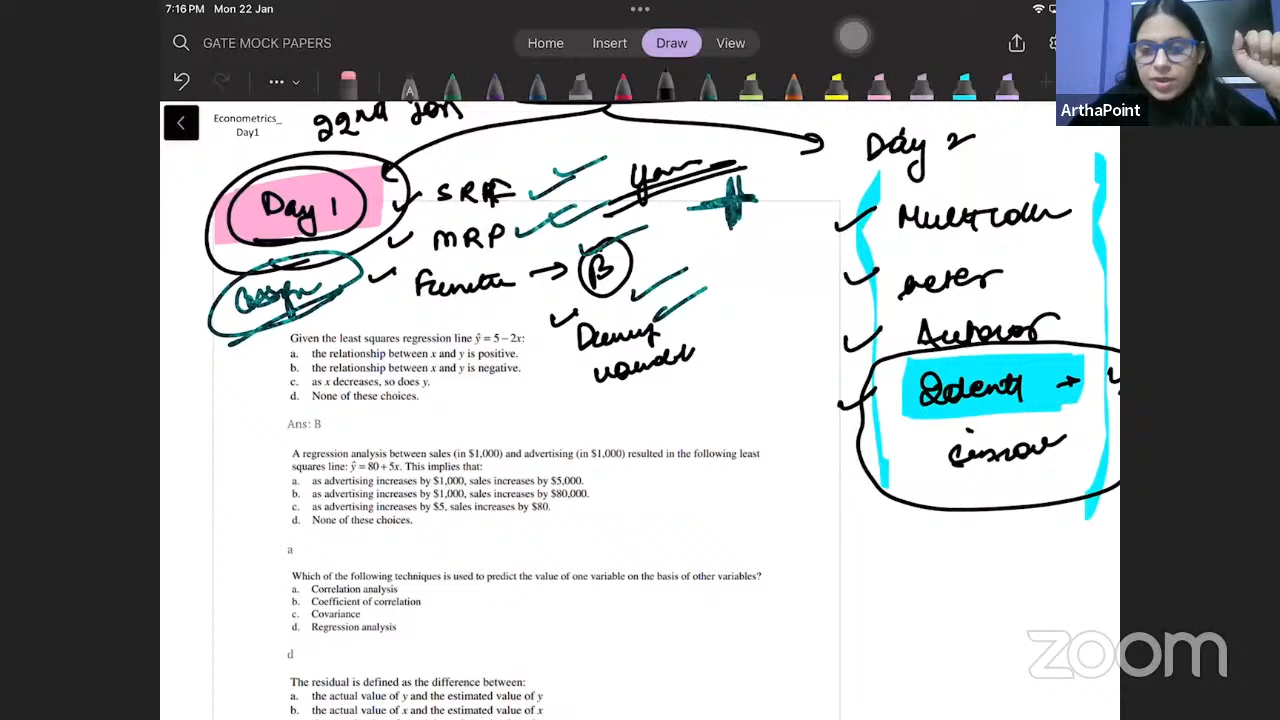 7:16 PM Mon 22 Jan
GATE MOCK PAPERS
Home Insert Draw View
ArthaPoint
Econometrics_
Day1
22nd Jan
Day 1
SRF
MRP
Assign
B
Day 2
Given the least squares regression line ŷ = 5 – 2x:
a. the relationship between x and y is positive.
b. the relationship between x and y is negative.
c. as x decreases, so does y.
d. None of these choices.
Ans: B
A regression analysis between sales (in $1,000) and advertising (in $1,000) resulted in the following least
squares line: ŷ = 80 + 5x. This implies that:
a. as advertising increases by $1,000, sales increases by $5,000.
b. as advertising increases by $1,000, sales increases by $80,000.
c. as advertising increases by $5, sales increases by $80.
d. None of these choices.
a
Which of the following techniques is used to predict the value of one variable on the basis of other variables?
a. Correlation analysis
b. Coefficient of correlation
c. Covariance
d. Regression analysis
d
The residual is defined as the difference between:
a. the actual value of y and the estimated value of y
b. the actual value of x and the estimated value of x
zoom